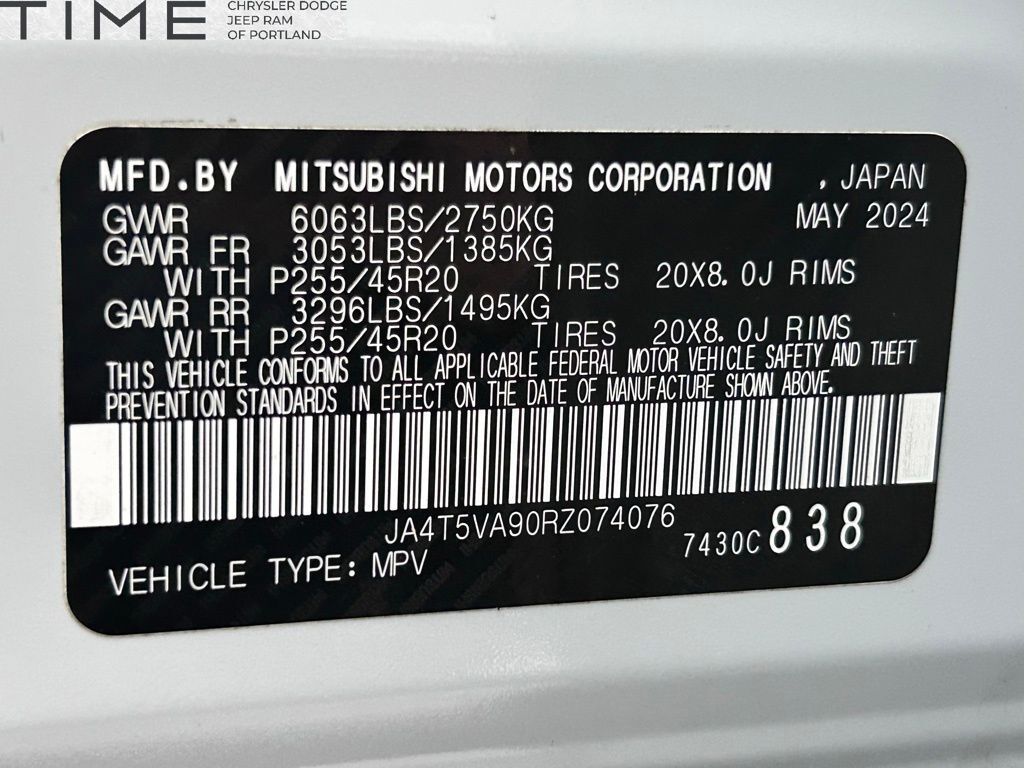 TIME
CHRYSLER DODGE
JEEP RAM
OF PORTLAND
MFD.BY MITSUBISHI MOTORS CORPORATION , JAPAN
GVWR 6063LBS/2750KG MAY 2024
GAWR FR 3053LBS/1385KG
WITH P255/45R20 TIRES 20X8.0J RIMS
GAWR RR 3296LBS/1495KG
WITH P255/45R20 TIRES 20X8.0J RIMS
THIS VEHICLE CONFORMS TO ALL APPLICABLE FEDERAL MOTOR VEHICLE SAFETY AND THEFT
PREVENTION STANDARDS IN EFFECT ON THE DATE OF MANUFACTURE SHOWN ABOVE.
JA4T5VA90RZ074076
7430C 838
VEHICLE TYPE: MPV